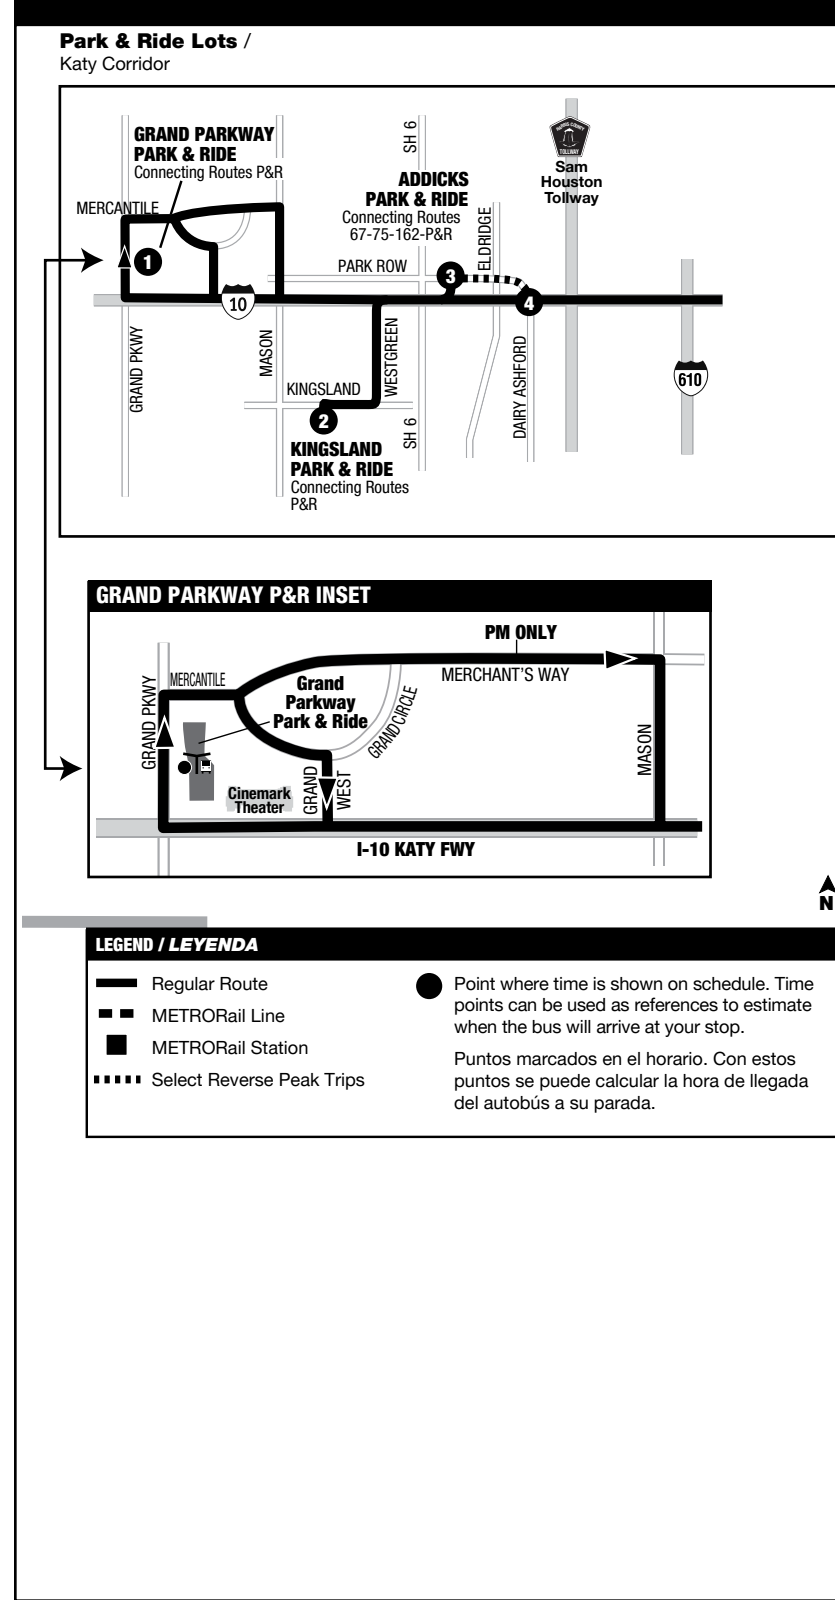 Park & Ride Lots /
Katy Corridor
GRAND PARKWAY
PARK & RIDE
Connecting Routes P&R
SH 6
HARRIS COUNTY
TOLLWAY
Sam
Houston
Tollway
ADDICKS
PARK & RIDE
Connecting Routes
67-75-162-P&R
MERCANTILE
ELDRIDGE
1
PARK ROW
3
10
4
GRAND PKWY
MASON
WESTGREEN
DAIRY ASHFORD
610
KINGSLAND
2
SH 6
KINGSLAND
PARK & RIDE
Connecting Routes
P&R
GRAND PARKWAY P&R INSET
PM ONLY
MERCHANT'S WAY
MERCANTILE
Grand
Parkway
Park & Ride
GRAND PKWY
GRAND CIRCLE
MASON
Cinemark
Theater
GRAND
WEST
I-10 KATY FWY
N
LEGEND / LEYENDA
Regular Route
METRORail Line
METRORail Station
Select Reverse Peak Trips
Point where time is shown on schedule. Time
points can be used as references to estimate
when the bus will arrive at your stop.
Puntos marcados en el horario. Con estos
puntos se puede calcular la hora de llegada
del autobús a su parada.